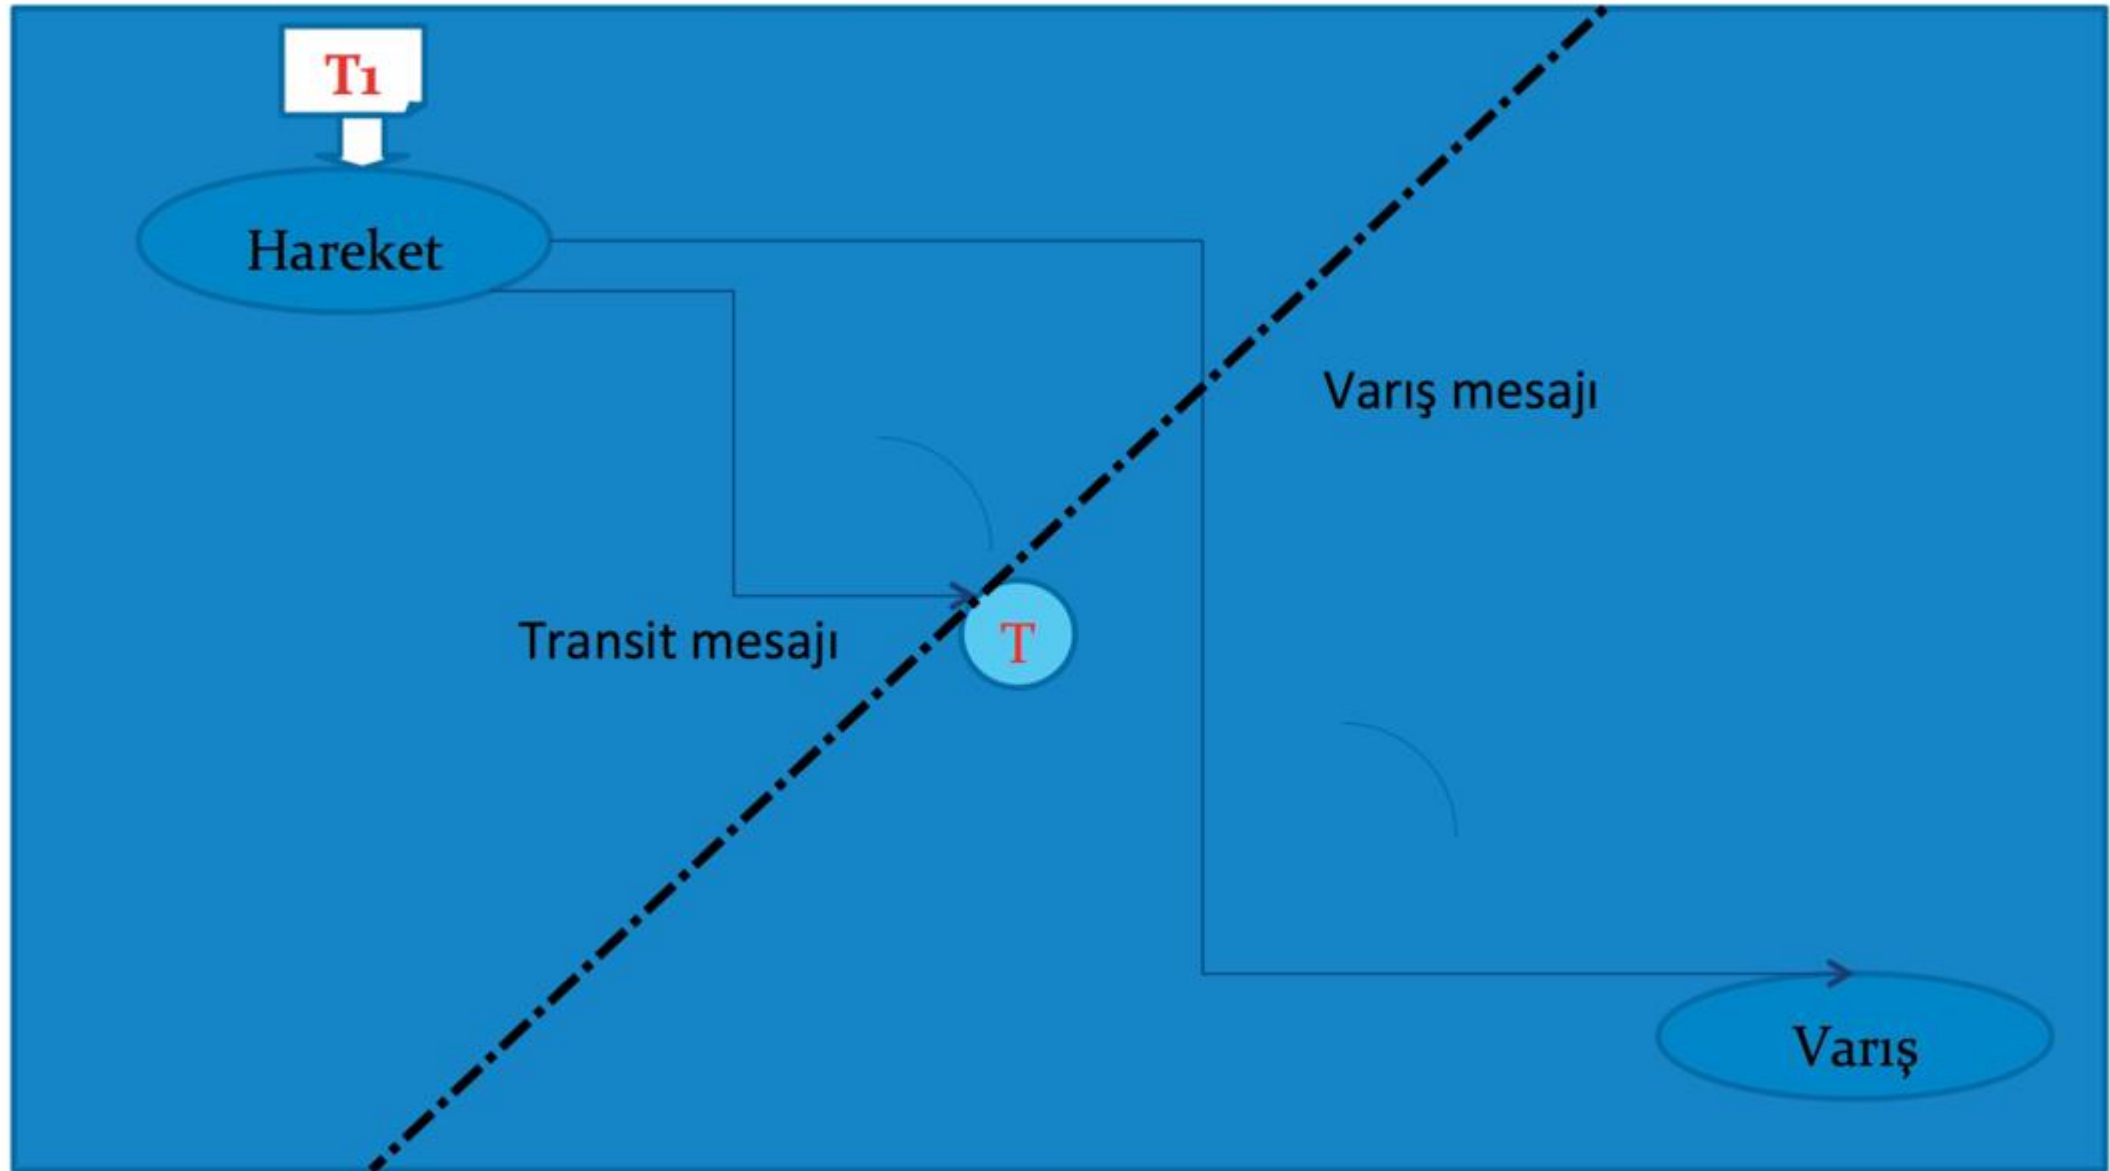 T1
Hareket
Varış mesajı
Transit mesajı
T
Varış